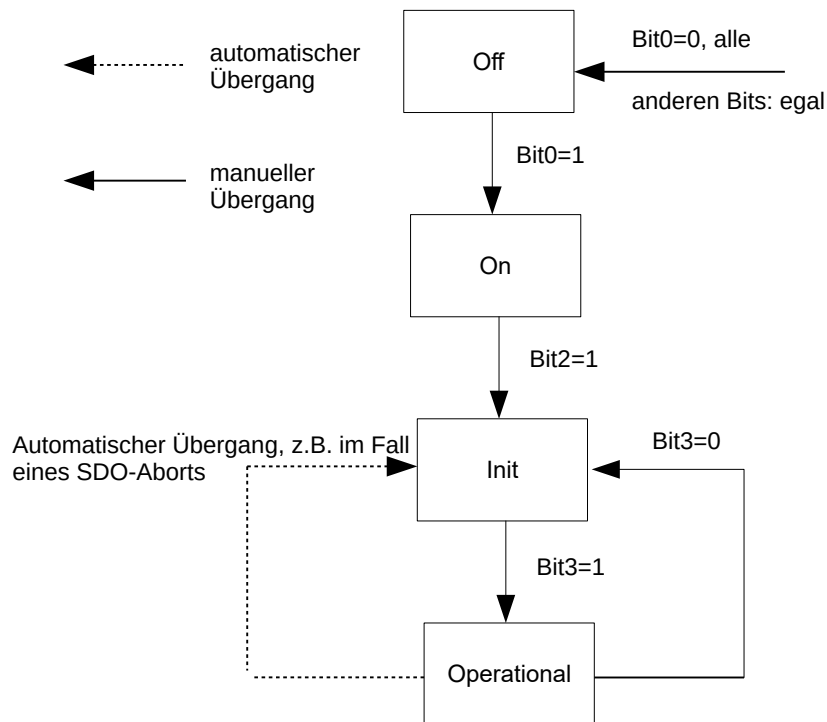 automatischer
Übergang
Off
Bit0=0, alle
anderen Bits: egal
Bit0=1
manueller
Übergang
On
Bit2=1
Automatischer Übergang, z.B. im Fall
eines SDO-Aborts
Init
Bit3=0
Bit3=1
Operational